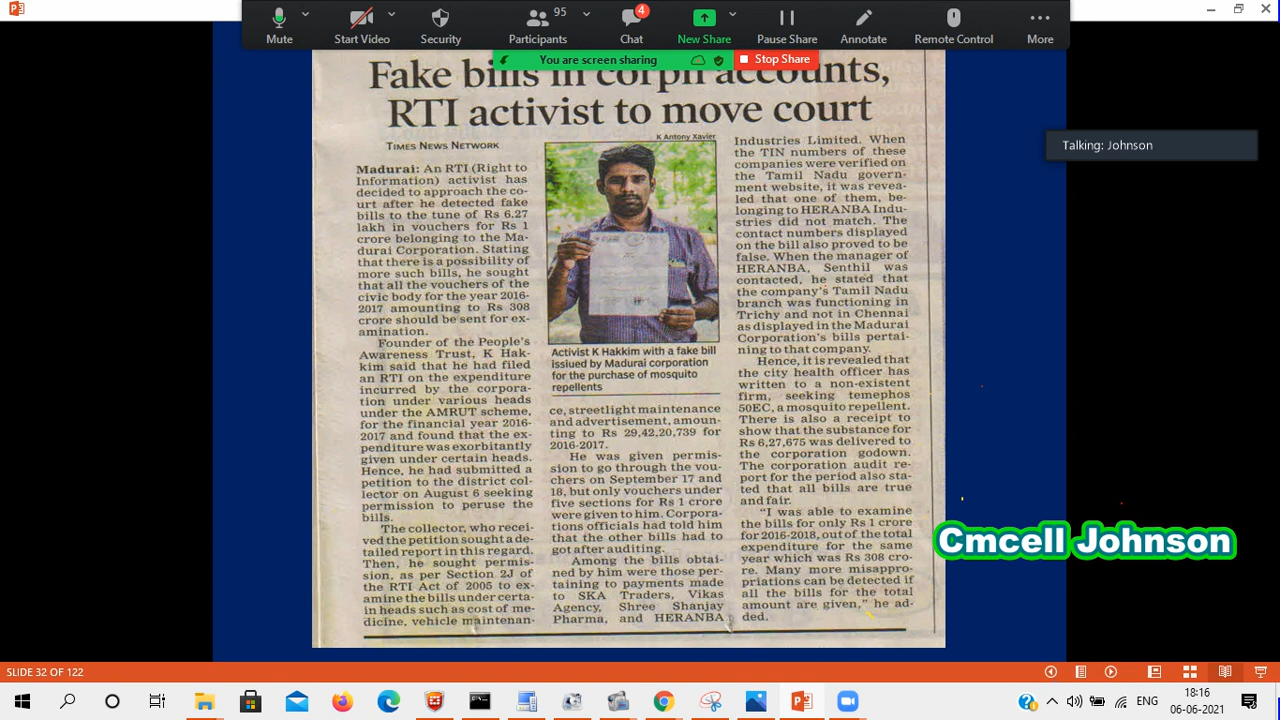 Mute
Start Video
Security
95
Participants
4
Chat
New Share
Pause Share
Annotate
Remote Control
More
You are screen sharing
Stop Share
Talking: Johnson
Fake bills in corpn accounts,
RTI activist to move court
TIMES NEWS NETWORK
Madurai: An RTI (Right to
Information) activist has
decided to approach the co-
urt after he detected fake
bills to the tune of Rs 6.27
lakh in vouchers for Rs 1
crore belonging to the Ma-
durai Corporation. Stating
that there is a possibility of
more such bills, he sought
that all the vouchers of the
civic body for the year 2016-
2017 amounting to Rs 308
crore should be sent for ex-
amination.
Founder of the People's
Awareness Trust, K Hak-
kim said that he had filed
an RTI on the expenditure
incurred by the corpora-
tion under various heads
under the AMRUT scheme,
for the financial year 2016-
2017 and found that the ex-
penditure was exorbitantly
given under certain heads.
Hence, he had submitted a
petition to the district col-
lector on August 6 seeking
permission to peruse the
bills.
The collector, who recei-
ved the petition sought a de-
tailed report in this regard.
Then, he sought permis-
sion, as per Section 2J of
the RTI Act of 2005 to ex-
amine the bills under certa-
in heads such as cost of me-
dicine, vehicle maintenan-
K Antony Xavier
Activist K Hakkim with a fake bill
issiued by Madurai corporation
for the purchase of mosquito
repellents
ce, streetlight maintenance
and advertisement, amoun-
ting to Rs 29,42,20,739 for
2016-2017.
He was given permis-
sion to go through the vou-
chers on September 17 and
18, but only vouchers under
five sections for Rs 1 crore
were given to him. Corpora-
tions officials had told him
that the other bills had to
got after auditing.
Among the bills obtai-
ned by him were those per-
taining to payments made
to SKA Traders, Vikas
Agency, Shree Shanjay
Pharma, and HERANBA
Industries Limited. When
the TIN numbers of these
companies were verified on
the Tamil Nadu govern-
ment website, it was revea-
led that one of them, be-
longing to HERANBA Indu-
stries did not match. The
contact numbers displayed
on the bill also proved to be
false. When the manager of
HERANBA, Senthil was
contacted, he stated that
the company's Tamil Nadu
branch was functioning in
Trichy and not in Chennai
as displayed in the Madurai
Corporation's bills pertai-
ning to that company.
Hence, it is revealed that
the city health officer has
written to a non-existent
firm, seeking temephos
50EC, a mosquito repellent.
There is also a receipt to
show that the substance for
Rs 6,27,675 was delivered to
the corporation godown.
The corporation audit re-
port for the period also sta-
ted that all bills are true
and fair.
"I was able to examine
the bills for only Rs 1 crore
for 2016-2018, out of the total
expenditure for the same
year which was Rs 308 cro-
re. Many more misappro-
priations can be detected if
all the bills for the total
amount are given," he ad-
ded.
Cmcell Johnson
SLIDE 32 OF 122
ENG
18:16
06-06-2021